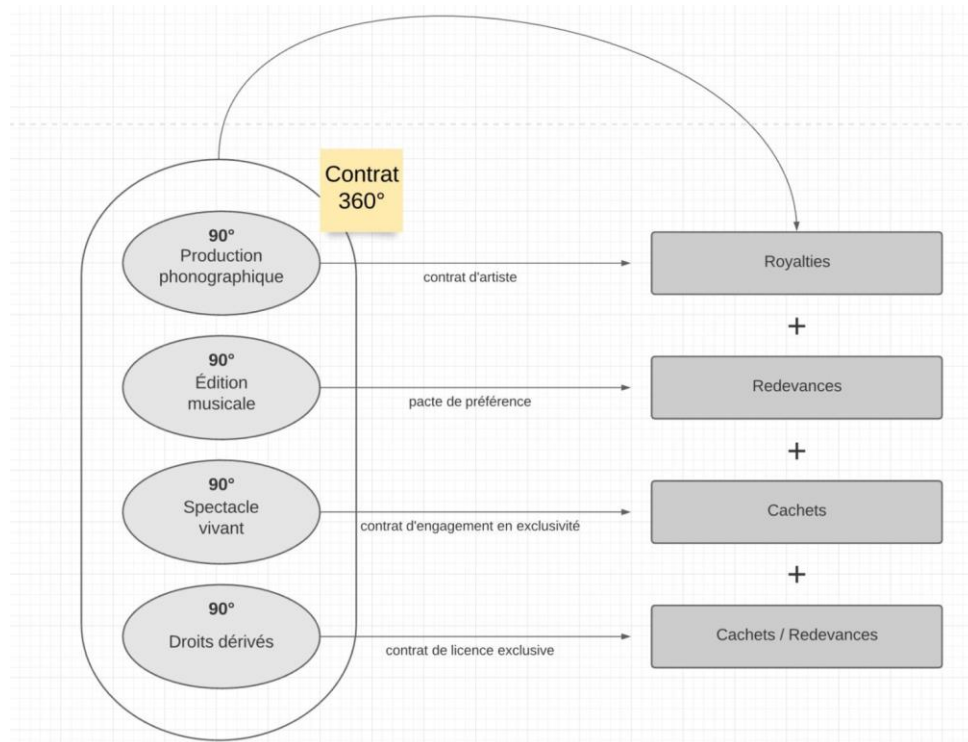 Contrat
360°
90°
Production
phonographique
contrat d'artiste
Royalties
+
90°
Édition
musicale
pacte de préférence
Redevances
+
90°
Spectacle
vivant
contrat d'engagement en exclusivité
Cachets
+
90°
Droits dérivés
contrat de licence exclusive
Cachets / Redevances